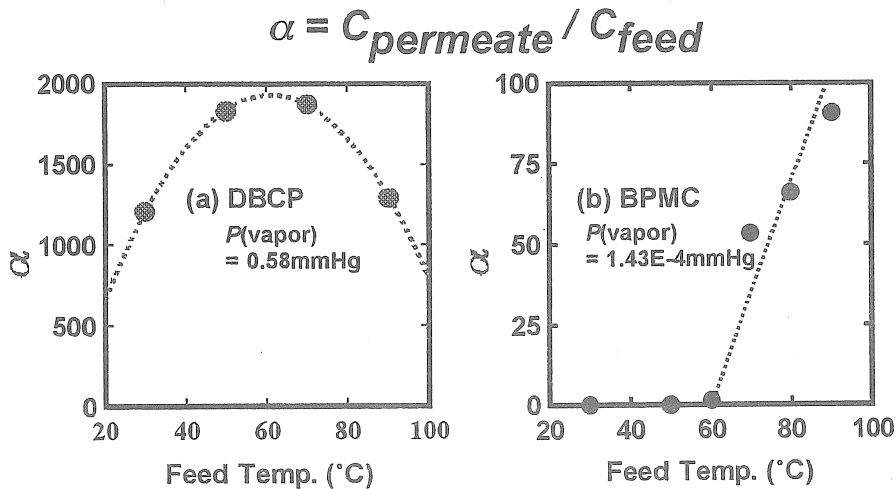 α = Cpermeate / Cfeed
2000
1500
1000
500
0
α
(a) DBCP
P(vapor)
= 0.58mmHg
20 40 60 80 100
Feed Temp. (°C)
100
75
50
25
0
α
(b) BPMC
P(vapor)
= 1.43E-4mmHg
20 40 60 80 100
Feed Temp. (°C)